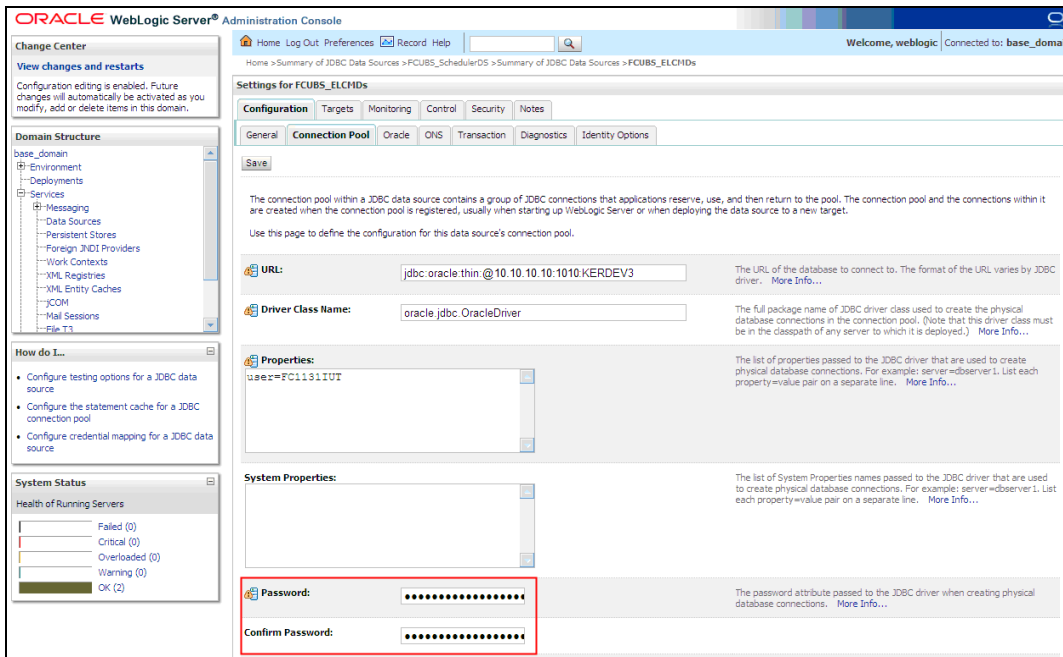 ORACLE WebLogic Server® Administration Console
Change Center
View changes and restarts
Configuration editing is enabled. Future
changes will automatically be activated as you
modify, add or delete items in this domain.
Domain Structure
base_domain
Environment
Deployments
Services
Messaging
Data Sources
Persistent Stores
Foreign JNDI Providers
Work Contexts
XML Registries
XML Entity Caches
jCOM
Mail Sessions
File T3
How do I...
Configure testing options for a JDBC data
source
Configure the statement cache for a JDBC
connection pool
Configure credential mapping for a JDBC data
source
System Status
Health of Running Servers
Failed (0)
Critical (0)
Overloaded (0)
Warning (0)
OK (2)
Home Log Out Preferences Record Help
Welcome, weblogic Connected to: base_doma
Home >Summary of JDBC Data Sources >FCUBS_SchedulerDS >Summary of JDBC Data Sources >FCUBS_ELCMDs
Settings for FCUBS_ELCMDs
Configuration Targets Monitoring Control Security Notes
General Connection Pool Oracle ONS Transaction Diagnostics Identity Options
Save
The connection pool within a JDBC data source contains a group of JDBC connections that applications reserve, use, and then return to the pool. The connection pool and the connections within it
are created when the connection pool is registered, usually when starting up WebLogic Server or when deploying the data source to a new target.
Use this page to define the configuration for this data source's connection pool.
URL:
jdbc:oracle:thin:@10.10.10.10:1010:KERDEV3
The URL of the database to connect to. The format of the URL varies by JDBC
driver. More Info...
Driver Class Name:
oracle.jdbc.OracleDriver
The full package name of JDBC driver class used to create the physical
database connections in the connection pool. (Note that this driver class must
be in the classpath of any server to which it is deployed.) More Info...
Properties:
user=FC1131IUT
The list of properties passed to the JDBC driver that are used to create
physical database connections. For example: server=dbserver1. List each
property=value pair on a separate line. More Info...
System Properties:
The list of System Properties names passed to the JDBC driver that are used
to create physical database connections. For example: server=dbserver1. List
each property=value pair on a separate line. More Info...
Password:
●●●●●●●●●●●●●●●●●●
The password attribute passed to the JDBC driver when creating physical
database connections. More Info...
Confirm Password:
●●●●●●●●●●●●●●●●●●